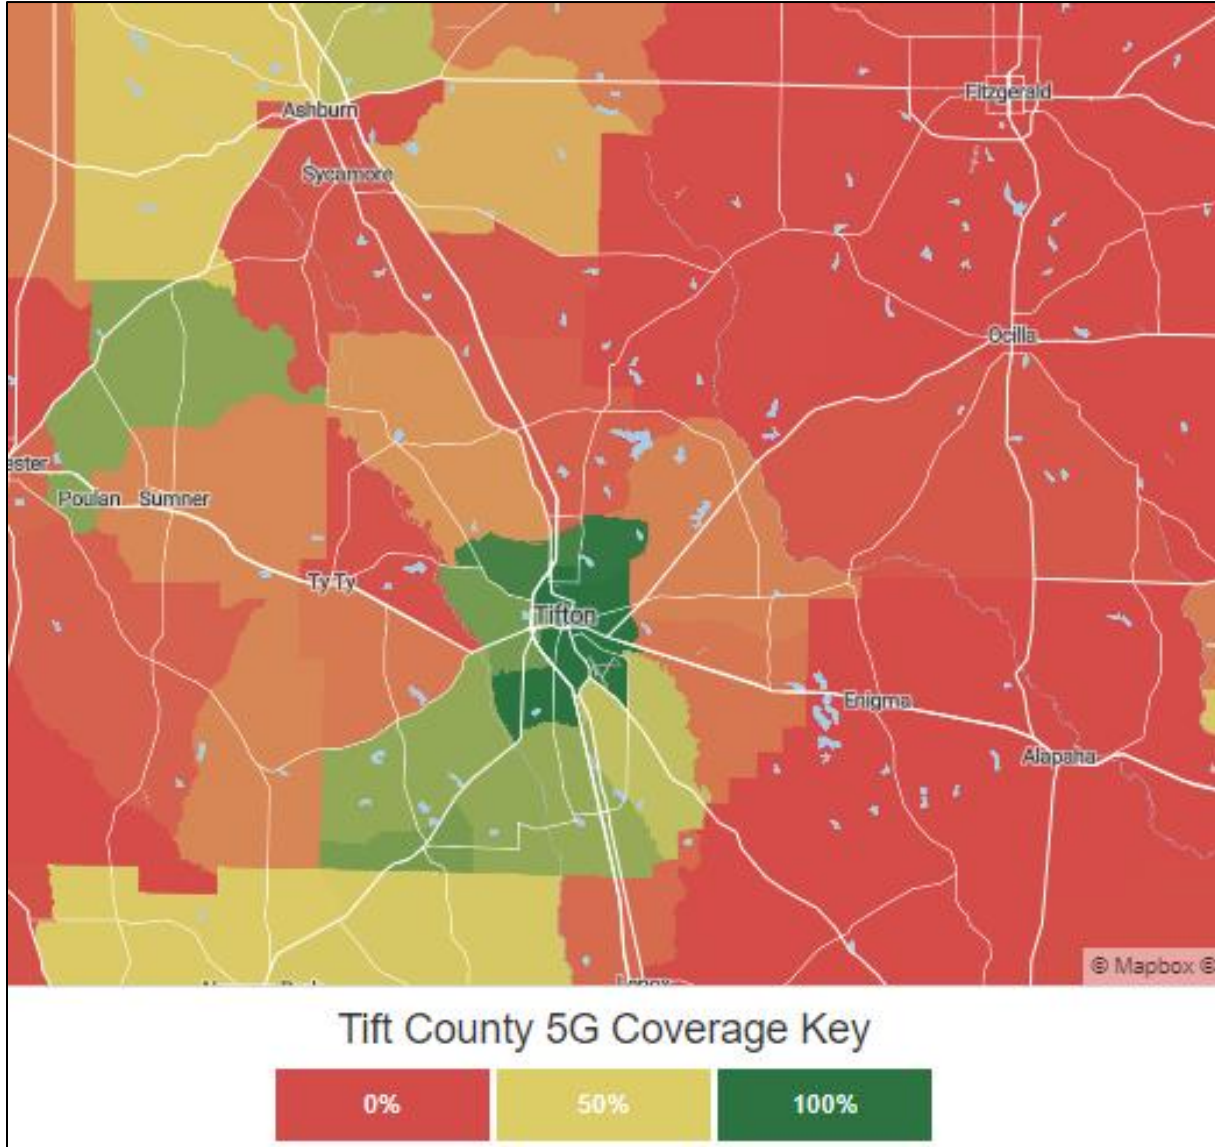 Ashburn
Fitzgerald
Sycamore
Ocilla
ester
Poulan Sumner
Ty Ty
Tifton
Enigma
Alapaha
© Mapbox ©
Tift County 5G Coverage Key
0% 50% 100%